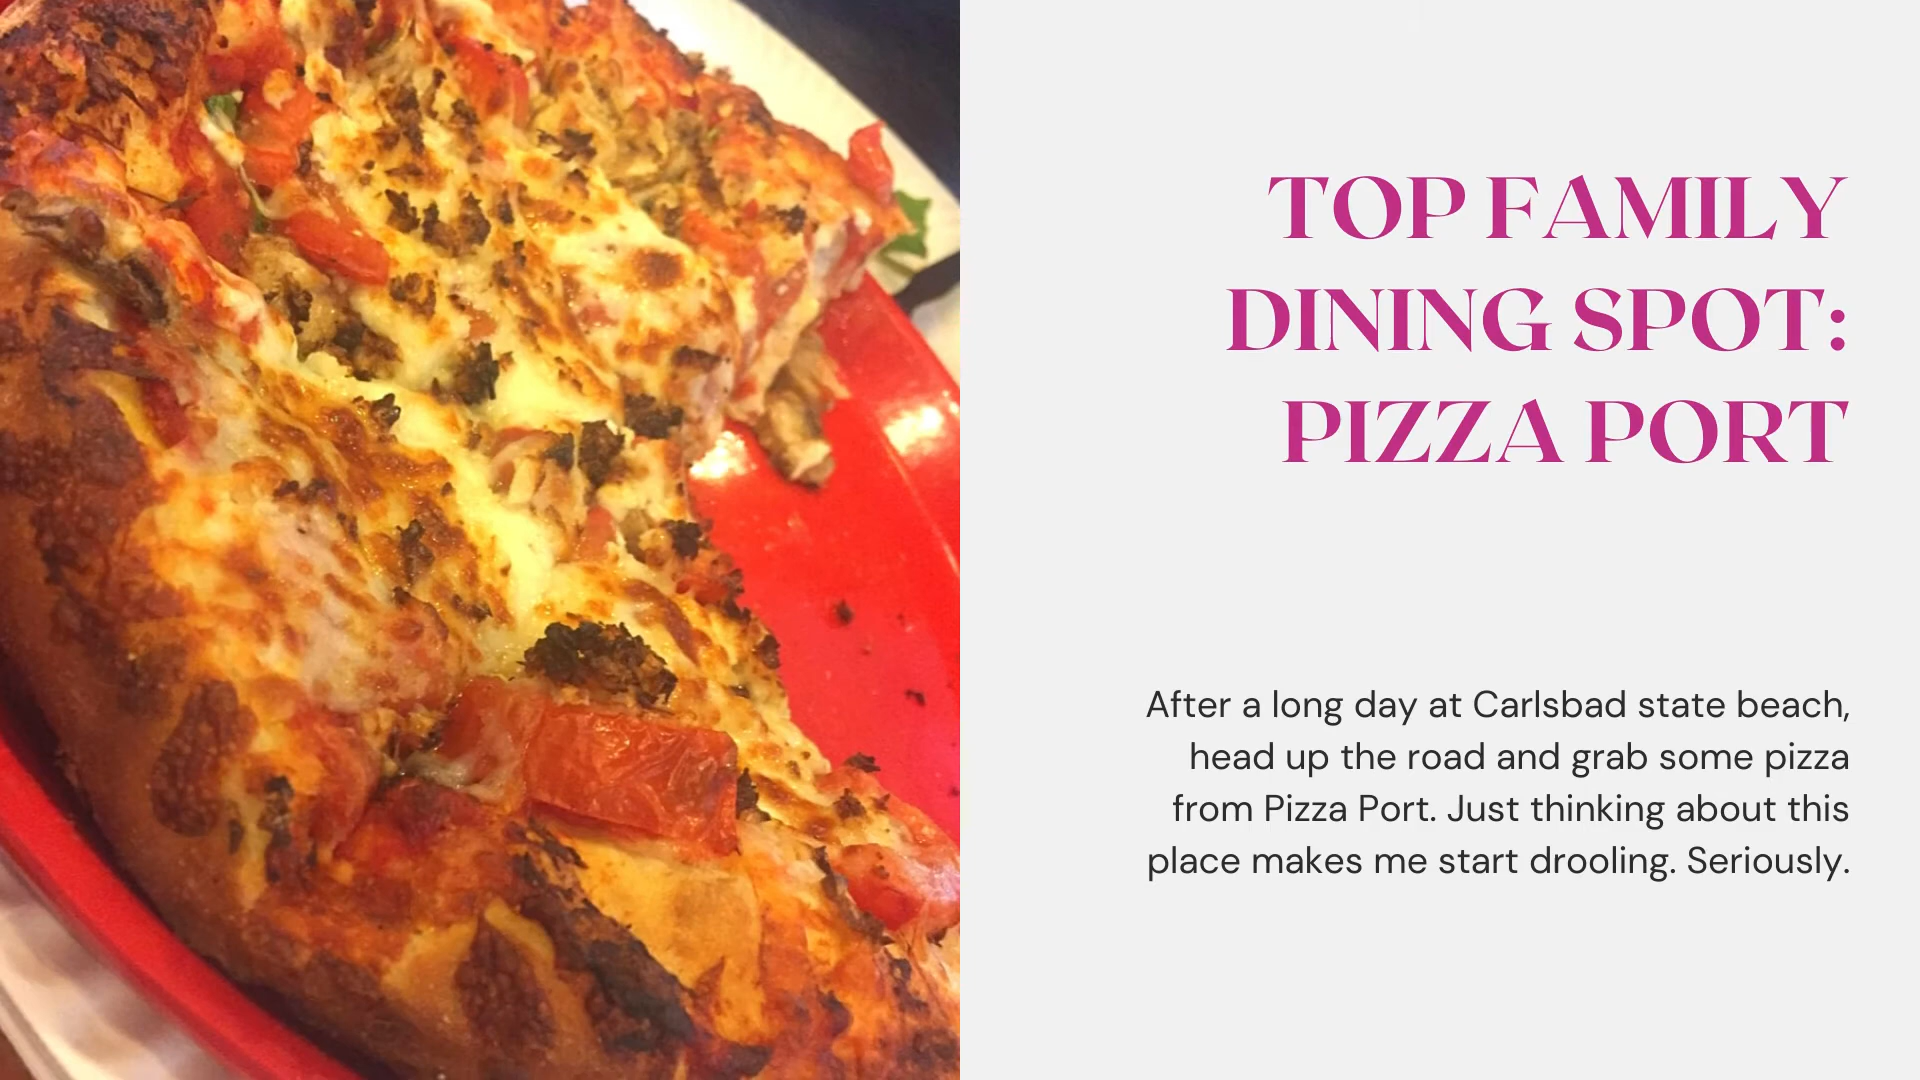 TOP FAMILY
DINING SPOT:
PIZZA PORT
After a long day at Carlsbad state beach,
head up the road and grab some pizza
from Pizza Port. Just thinking about this
place makes me start drooling. Seriously.